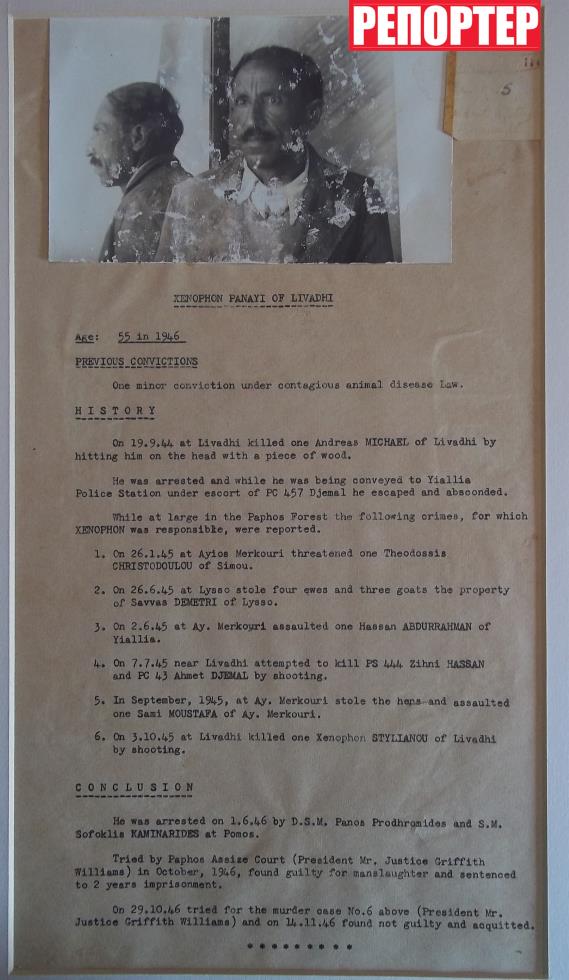 РЕПОРТЕР
5
XENOPHON PANAYI OF LIVADHI
Age: 55 in 1946
PREVIOUS CONVICTIONS
One minor conviction under contagious animal disease Law.
H I S T O R Y
On 19.9.44 at Livadhi killed one Andreas MICHAEL of Livadhi by
hitting him on the head with a piece of wood.
He was arrested and while he was being conveyed to Yiallia
Police Station under escort of PC 457 Djemal he escaped and absconded.
While at large in the Paphos Forest the following crimes, for which
XENOPHON was responsible, were reported.
1. On 26.1.45 at Ayios Merkouri threatened one Theodossis
CHRISTODOULOU of Simou.
2. On 26.6.45 at Lysso stole four ewes and three goats the property
of Savvas DEMETRI of Lysso.
3. On 2.6.45 at Ay. Merkouri assaulted one Hassan ABDURRAHMAN of
Yiallia.
4. On 7.7.45 near Livadhi attempted to kill PS 444 Zihni HASSAN
and PC 43 Ahmet DJEMAL by shooting.
5. In September, 1945, at Ay. Merkouri stole the hens and assaulted
one Sami MOUSTAFA of Ay. Merkouri.
6. On 3.10.45 at Livadhi killed one Xenophon STYLIANOU of Livadhi
by shooting.
C O N C L U S I O N
He was arrested on 1.6.46 by D.S.M. Panos Prodhromides and S.M.
Sofoklis KAMINARIDES at Pomos.
Tried by Paphos Assize Court (President Mr. Justice Griffith
Williams) in October, 1946, found guilty for manslaughter and sentenced
to 2 years imprisonment.
On 29.10.46 tried for the murder case No.6 above (President Mr.
Justice Griffith Williams) and on 14.11.46 found not guilty and acquitted.
* * * * * * * * *